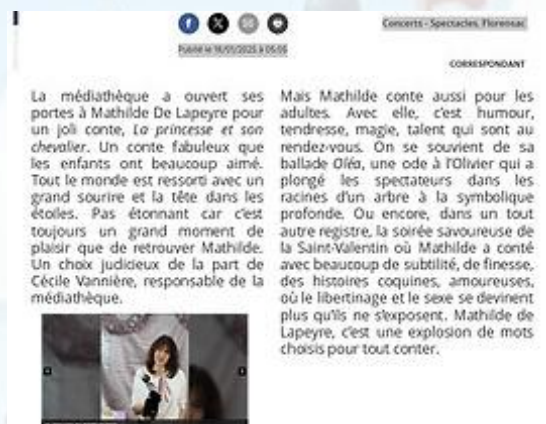 Concerts - Spectacles, Florensac
Publié le 18/01/2025 à 05:05
CORRESPONDANT
La médiathèque a ouvert ses
portes à Mathilde De Lapeyre pour
un joli conte, La princesse et son
chevalier. Un conte fabuleux que
les enfants ont beaucoup aimé.
Tout le monde est ressorti avec un
grand sourire et la tête dans les
étoiles. Pas étonnant car c'est
toujours un grand moment de
plaisir que de retrouver Mathilde.
Un choix judicieux de la part de
Cécile Vannière, responsable de la
médiathèque.
Mais Mathilde conte aussi pour les
adultes. Avec elle, c'est humour,
tendresse, magie, talent qui sont au
rendez-vous. On se souvient de sa
ballade Oléa, une ode à l'Olivier qui a
plongé les spectateurs dans les
racines d'un arbre à la symbolique
profonde. Ou encore, dans un tout
autre registre, la soirée savoureuse de
la Saint-Valentin où Mathilde a conté
avec beaucoup de subtilité, de finesse,
des histoires coquines, amoureuses,
où le libertinage et le sexe se devinent
plus qu'ils ne s'exposent. Mathilde de
Lapeyre, c'est une explosion de mots
choisis pour tout conter.